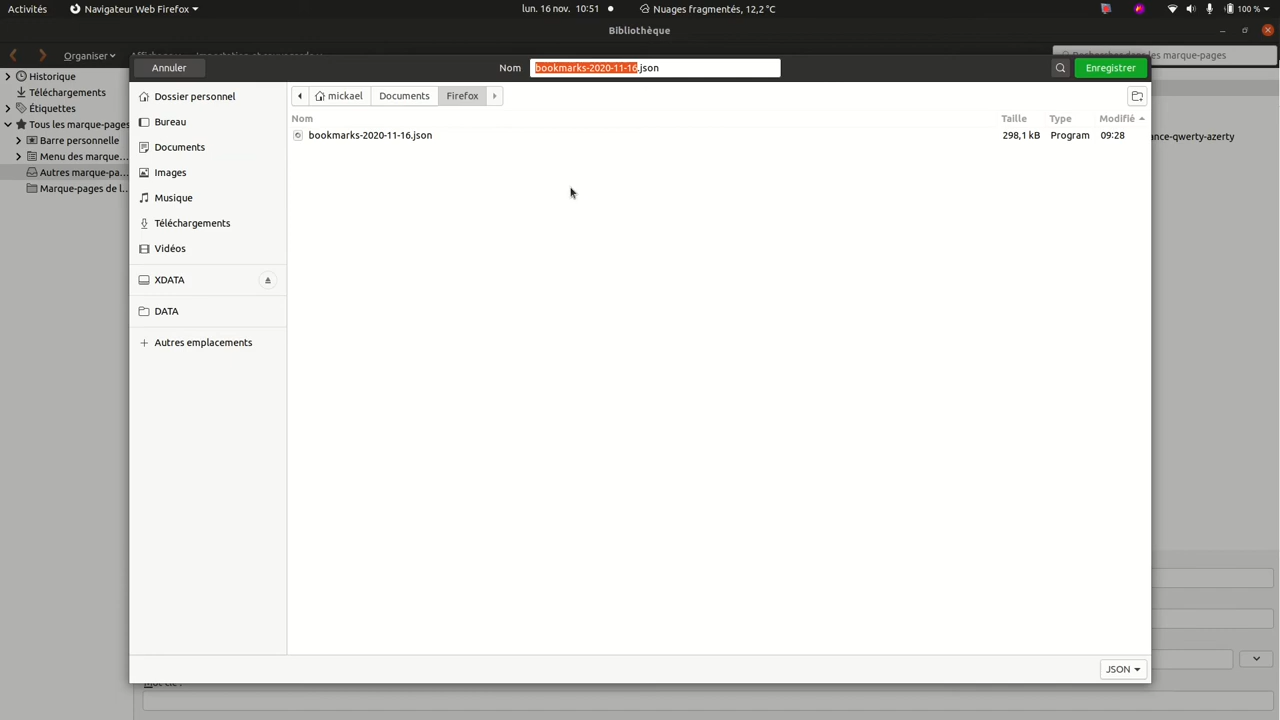 Activités
Navigateur Web Firefox
lun. 16 nov. 10:51
Nuages fragmentés, 12,2 °C
100 %
Bibliothèque
Organiser
Annuler
Nom
bookmarks-2020-11-16.json
Enregistrer
Historique
Téléchargements
Étiquettes
Tous les marque-pages
Barre personnelle
Menu des marque…
Autres marque-pa…
Marque-pages de l…
Dossier personnel
Bureau
Documents
Images
Musique
Téléchargements
Vidéos
XDATA
DATA
Autres emplacements
mickael
Documents
Firefox
Nom
Taille
Type
Modifié
bookmarks-2020-11-16.json
298,1 kB
Program
09:28
ance-qwerty-azerty
JSON